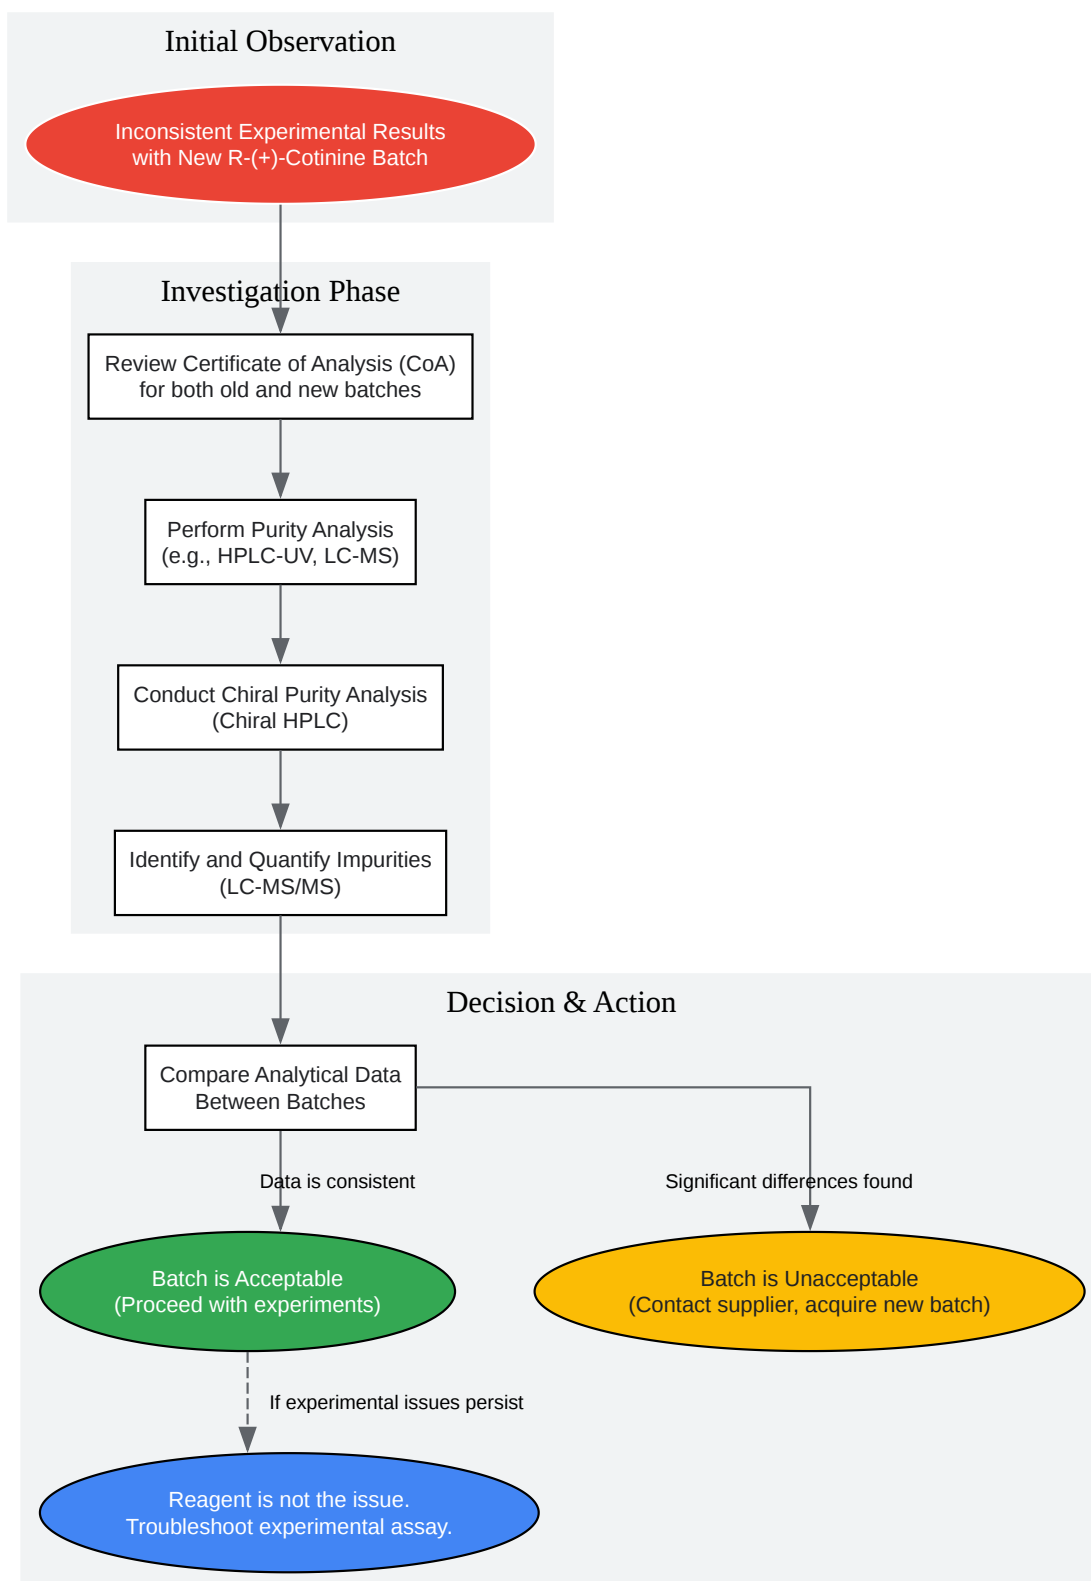 Initial Observation
Inconsistent Experimental Results
with New R-(+)-Cotinine Batch
Investigation Phase
Review Certificate of Analysis (CoA)
for both old and new batches
Perform Purity Analysis
(e.g., HPLC-UV, LC-MS)
Conduct Chiral Purity Analysis
(Chiral HPLC)
Identify and Quantify Impurities
(LC-MS/MS)
Decision & Action
Compare Analytical Data
Between Batches
Data is consistent
Significant differences found
Batch is Acceptable
(Proceed with experiments)
Batch is Unacceptable
(Contact supplier, acquire new batch)
If experimental issues persist
Reagent is not the issue.
Troubleshoot experimental assay.